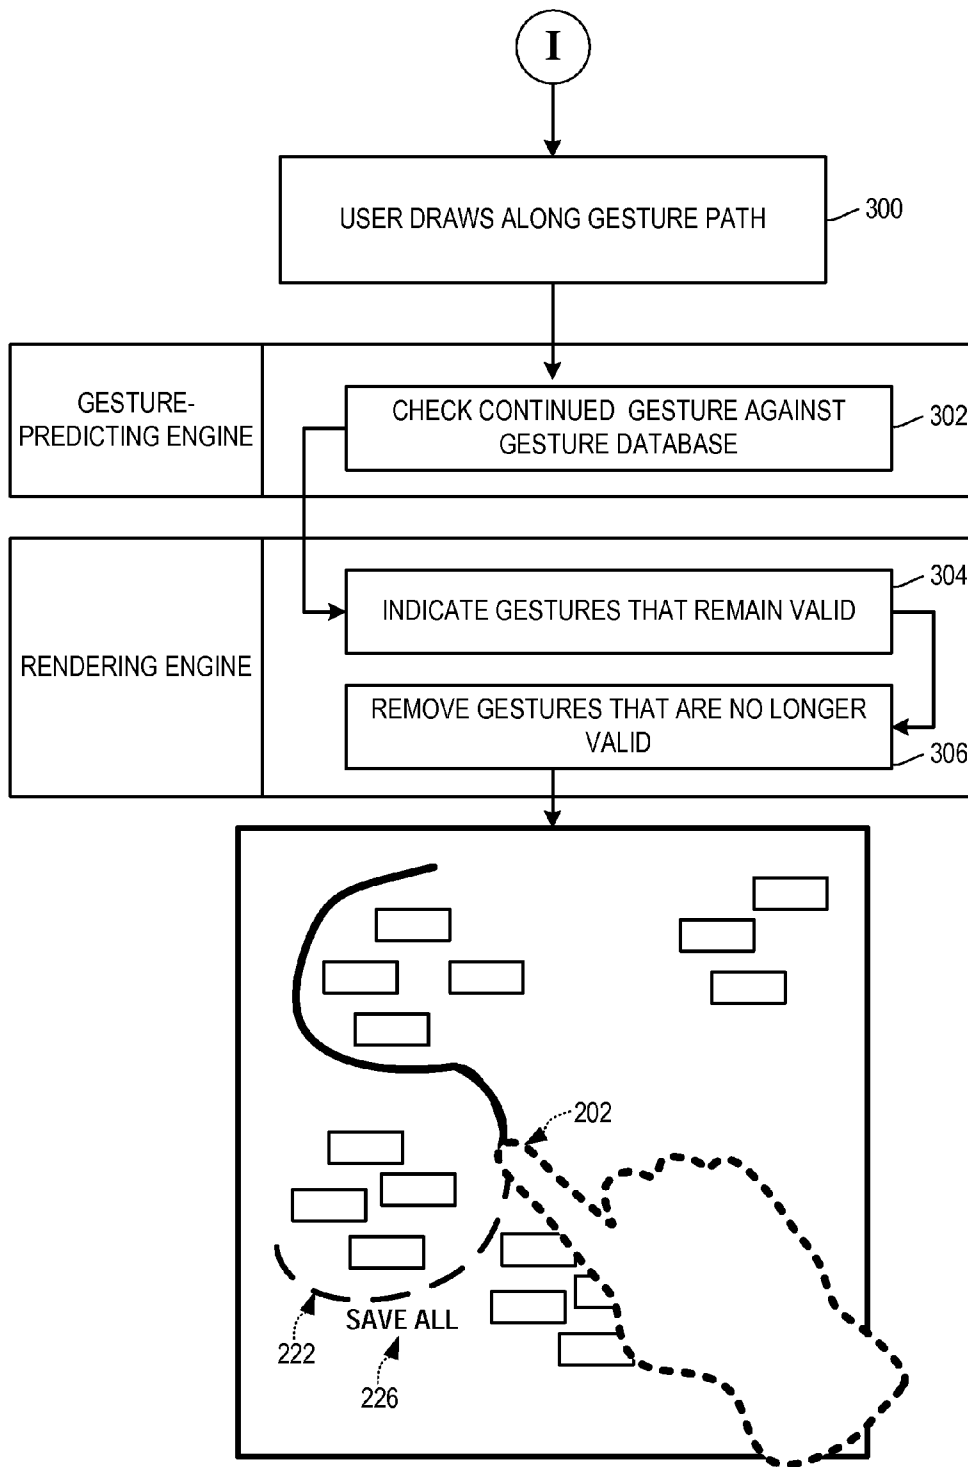 I
USER DRAWS ALONG GESTURE PATH
300
GESTURE-
PREDICTING ENGINE
CHECK CONTINUED GESTURE AGAINST
GESTURE DATABASE
302
RENDERING ENGINE
INDICATE GESTURES THAT REMAIN VALID
304
REMOVE GESTURES THAT ARE NO LONGER
VALID
306
202
SAVE ALL
222
226